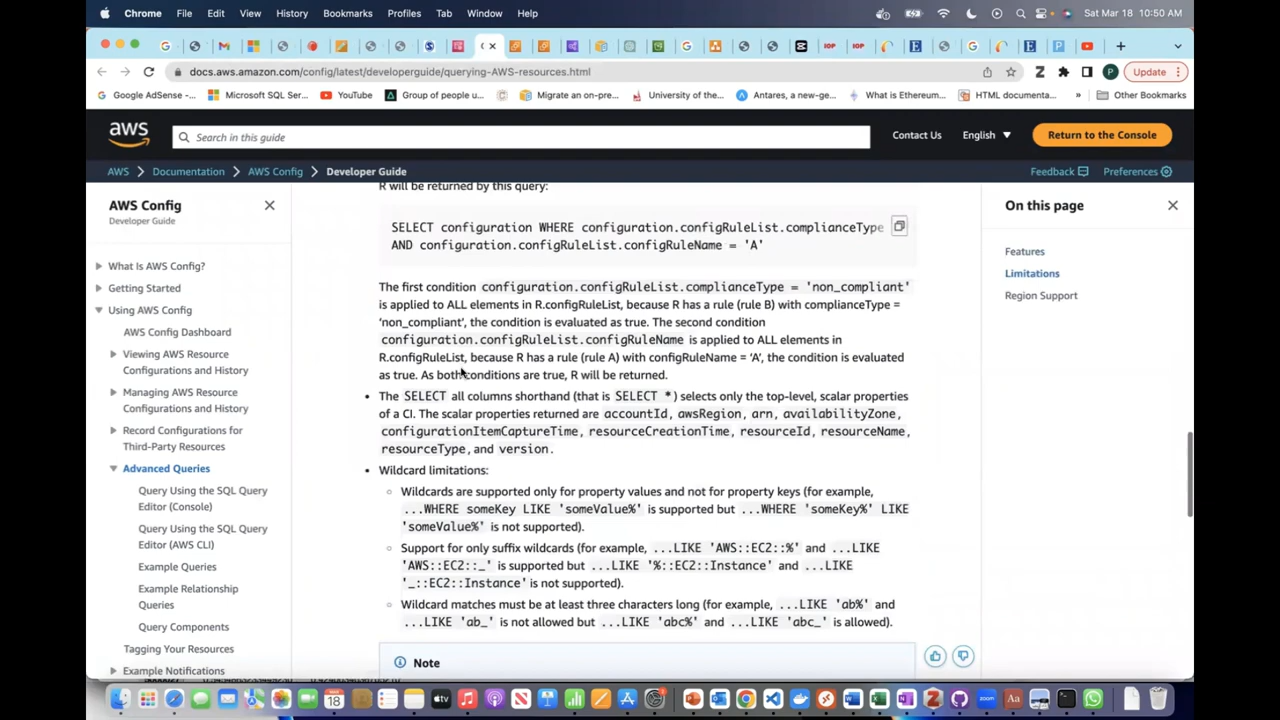 Chrome File Edit View History Bookmarks Profiles Tab Window Help Sat Mar 18 10:50 AM
docs.aws.amazon.com/config/latest/developerguide/querying-AWS-resources.html Update
Google AdSense -... Microsoft SQL Ser... YouTube Group of people u... Migrate an on-pre... University of the... Antares, a new-ge... What is Ethereum... HTML documenta... » Other Bookmarks
aws Search in this guide Contact Us English Return to the Console
AWS Documentation AWS Config Developer Guide Feedback Preferences
AWS Config
Developer Guide
What Is AWS Config?
Getting Started
Using AWS Config
AWS Config Dashboard
Viewing AWS Resource
Configurations and History
Managing AWS Resource
Configurations and History
Record Configurations for
Third-Party Resources
Advanced Queries
Query Using the SQL Query
Editor (Console)
Query Using the SQL Query
Editor (AWS CLI)
Example Queries
Example Relationship
Queries
Query Components
Tagging Your Resources
Example Notifications
R will be returned by this query:
SELECT configuration WHERE configuration.configRuleList.complianceType
AND configuration.configRuleList.configRuleName = 'A'
The first condition configuration.configRuleList.complianceType = 'non_compliant'
is applied to ALL elements in R.configRuleList, because R has a rule (rule B) with complianceType =
‘non_compliant’, the condition is evaluated as true. The second condition
configuration.configRuleList.configRuleName is applied to ALL elements in
R.configRuleList, because R has a rule (rule A) with configRuleName = ‘A’, the condition is evaluated
as true. As both conditions are true, R will be returned.
• The SELECT all columns shorthand (that is SELECT *) selects only the top-level, scalar properties
of a CI. The scalar properties returned are accountId, awsRegion, arn, availabilityZone,
configurationItemCaptureTime, resourceCreationTime, resourceId, resourceName,
resourceType, and version.
• Wildcard limitations:
Wildcards are supported only for property values and not for property keys (for example,
...WHERE someKey LIKE 'someValue%' is supported but ...WHERE 'someKey%' LIKE
'someValue%' is not supported).
Support for only suffix wildcards (for example, ...LIKE 'AWS::EC2::%' and ...LIKE
'AWS::EC2::_' is supported but ...LIKE '%::EC2::Instance' and ...LIKE
'_::EC2::Instance' is not supported).
Wildcard matches must be at least three characters long (for example, ...LIKE 'ab%' and
...LIKE 'ab_' is not allowed but ...LIKE 'abc%' and ...LIKE 'abc_' is allowed).
Note
On this page
Features
Limitations
Region Support